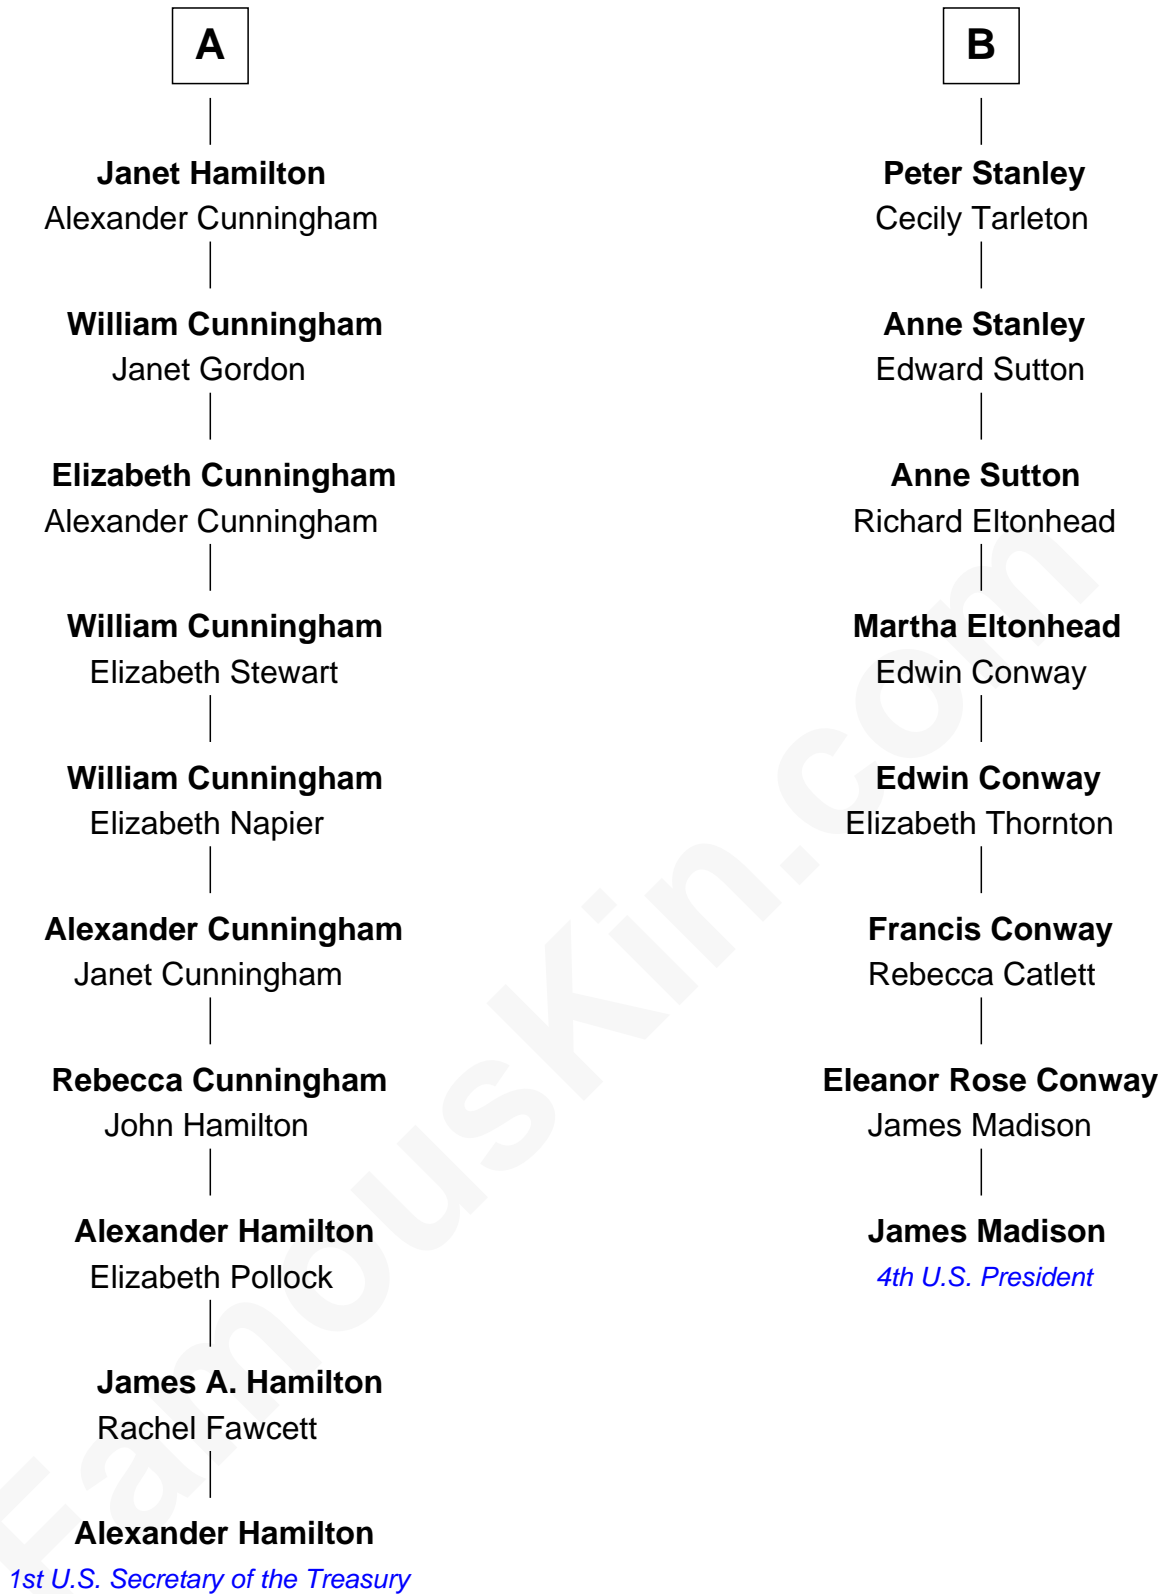 A
Janet Hamilton
Alexander Cunningham
William Cunningham
Janet Gordon
Elizabeth Cunningham
Alexander Cunningham
William Cunningham
Elizabeth Stewart
William Cunningham
Elizabeth Napier
Alexander Cunningham
Janet Cunningham
Rebecca Cunningham
John Hamilton
Alexander Hamilton
Elizabeth Pollock
James A. Hamilton
Rachel Fawcett
Alexander Hamilton
1st U.S. Secretary of the Treasury
B
Peter Stanley
Cecily Tarleton
Anne Stanley
Edward Sutton
Anne Sutton
Richard Eltonhead
Martha Eltonhead
Edwin Conway
Edwin Conway
Elizabeth Thornton
Francis Conway
Rebecca Catlett
Eleanor Rose Conway
James Madison
James Madison
4th U.S. President
FamousKin.com